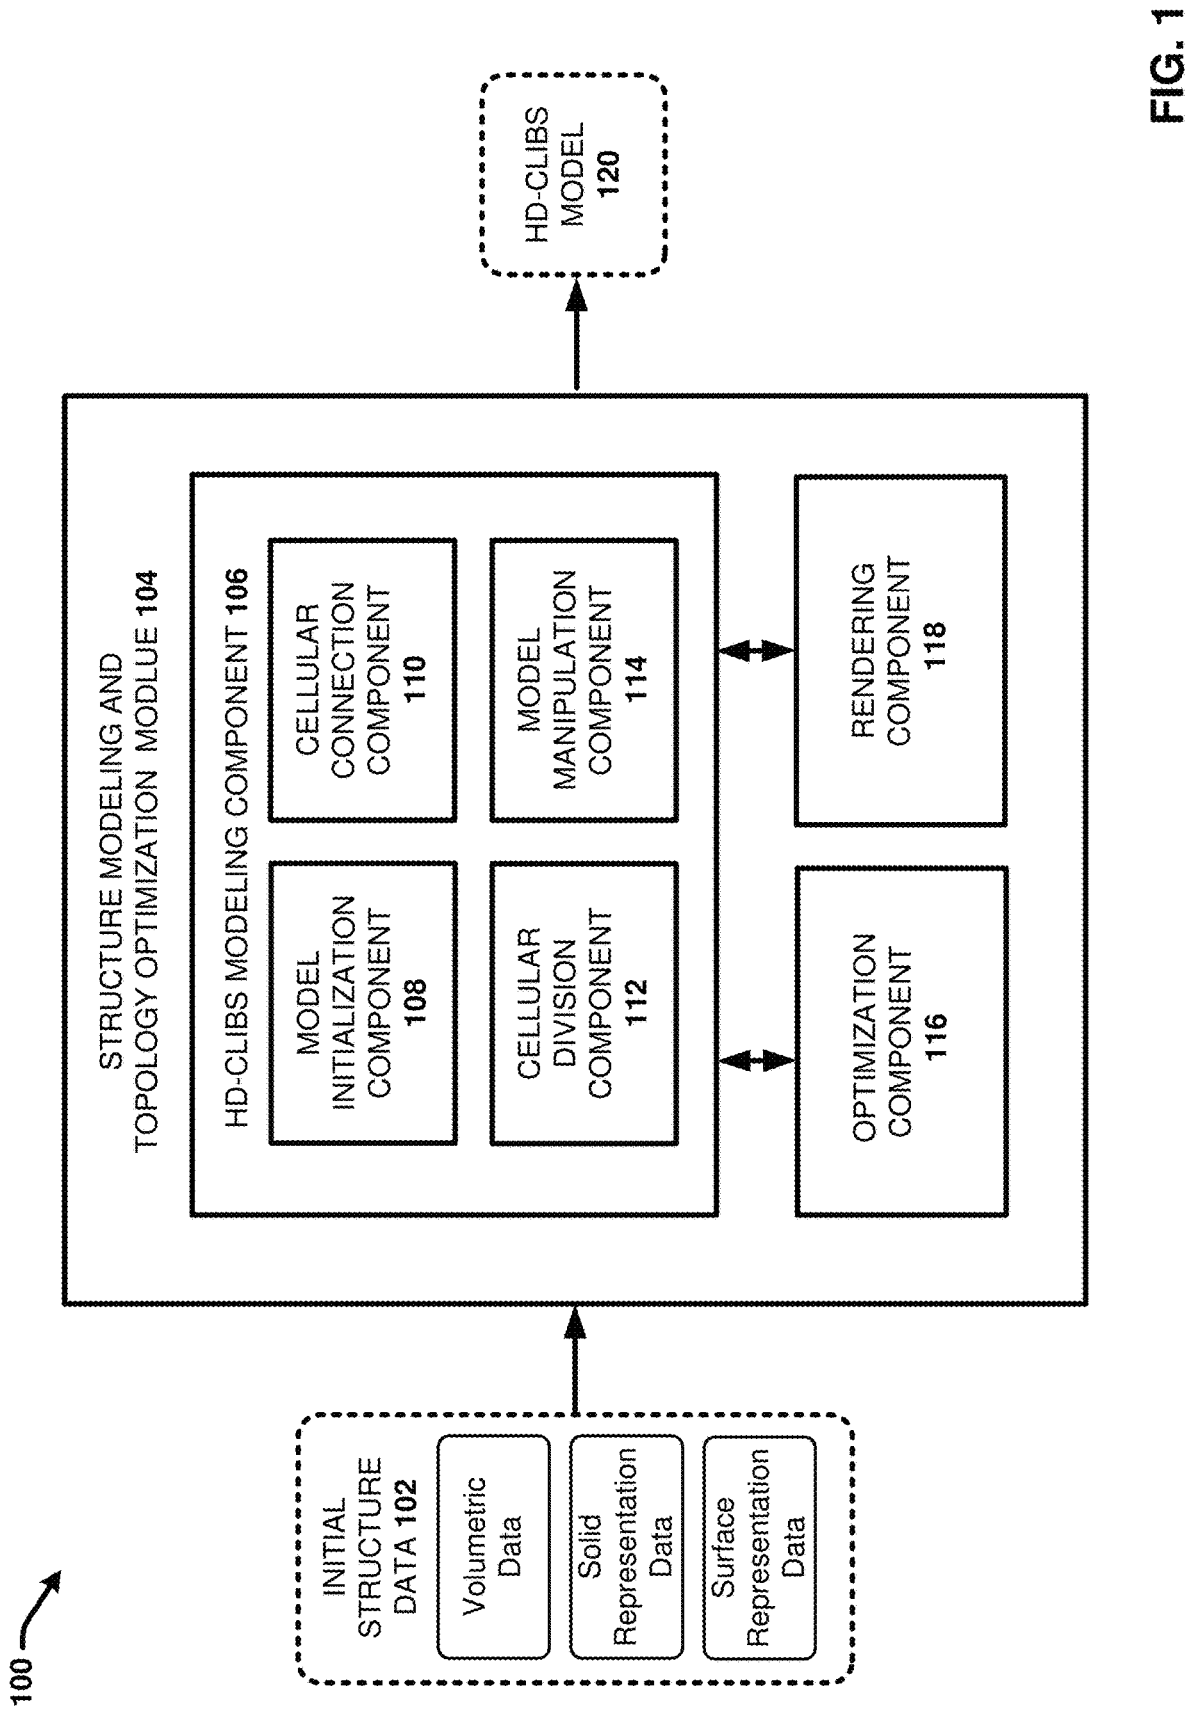 100
INITIAL
STRUCTURE
DATA 102
Volumetric
Data
Solid
Representation
Data
Surface
Representation
Data
STRUCTURE MODELING AND
TOPOLOGY OPTIMIZATION MODLUE 104
HD-CLIBS MODELING COMPONENT 106
MODEL
INITIALIZATION
COMPONENT
108
CELLULAR
CONNECTION
COMPONENT
110
CELLULAR
DIVISION
COMPONENT
112
MODEL
MANIPULATION
COMPONENT
114
OPTIMIZATION
COMPONENT
116
RENDERING
COMPONENT
118
HD-CLIBS
MODEL
120
FIG. 1